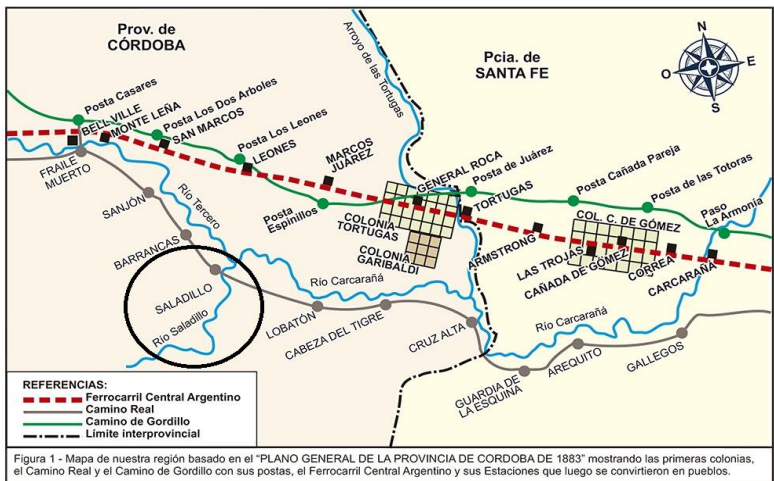 Prov. de
CÓRDOBA
Arroyo de las Tortugas
Pcia. de
SANTA FE
N
E
S
O
Posta Casares
BELL VILLE
MONTE LEÑA
Posta Los Dos Arboles
SAN MARCOS
Posta Los Leones
LEONES
MARCOS
JUÁREZ
GENERAL ROCA
Posta de Juárez
TORTUGAS
Posta Cañada Pareja
Posta de las Totoras
Paso
La Armonia
FRAILE
MUERTO
SANJÓN
Río Tercero
Posta
Espinillos
COLONIA
TORTUGAS
COLONIA
GARIBALDI
ARMSTRONG
COL. C. DE GÓMEZ
LAS TROJAS
CAÑADA DE GÓMEZ
CORREA
CARCARAÑA
BARRANCAS
SALADILLO
Río Saladillo
Río Carcarañá
LOBATÓN
CABEZA DEL TIGRE
CRUZ ALTA
Río Carcarañá
GUARDIA DE
LA ESQUINA
AREQUITO
GALLEGOS
REFERENCIAS:
Ferrocarril Central Argentino
Camino Real
Camino de Gordillo
Límite interprovincial
Figura 1 - Mapa de nuestra región basado en el "PLANO GENERAL DE LA PROVINCIA DE CORDOBA DE 1883" mostrando las primeras colonias,
el Camino Real y el Camino de Gordillo con sus postas, el Ferrocarril Central Argentino y sus Estaciones que luego se convirtieron en pueblos.